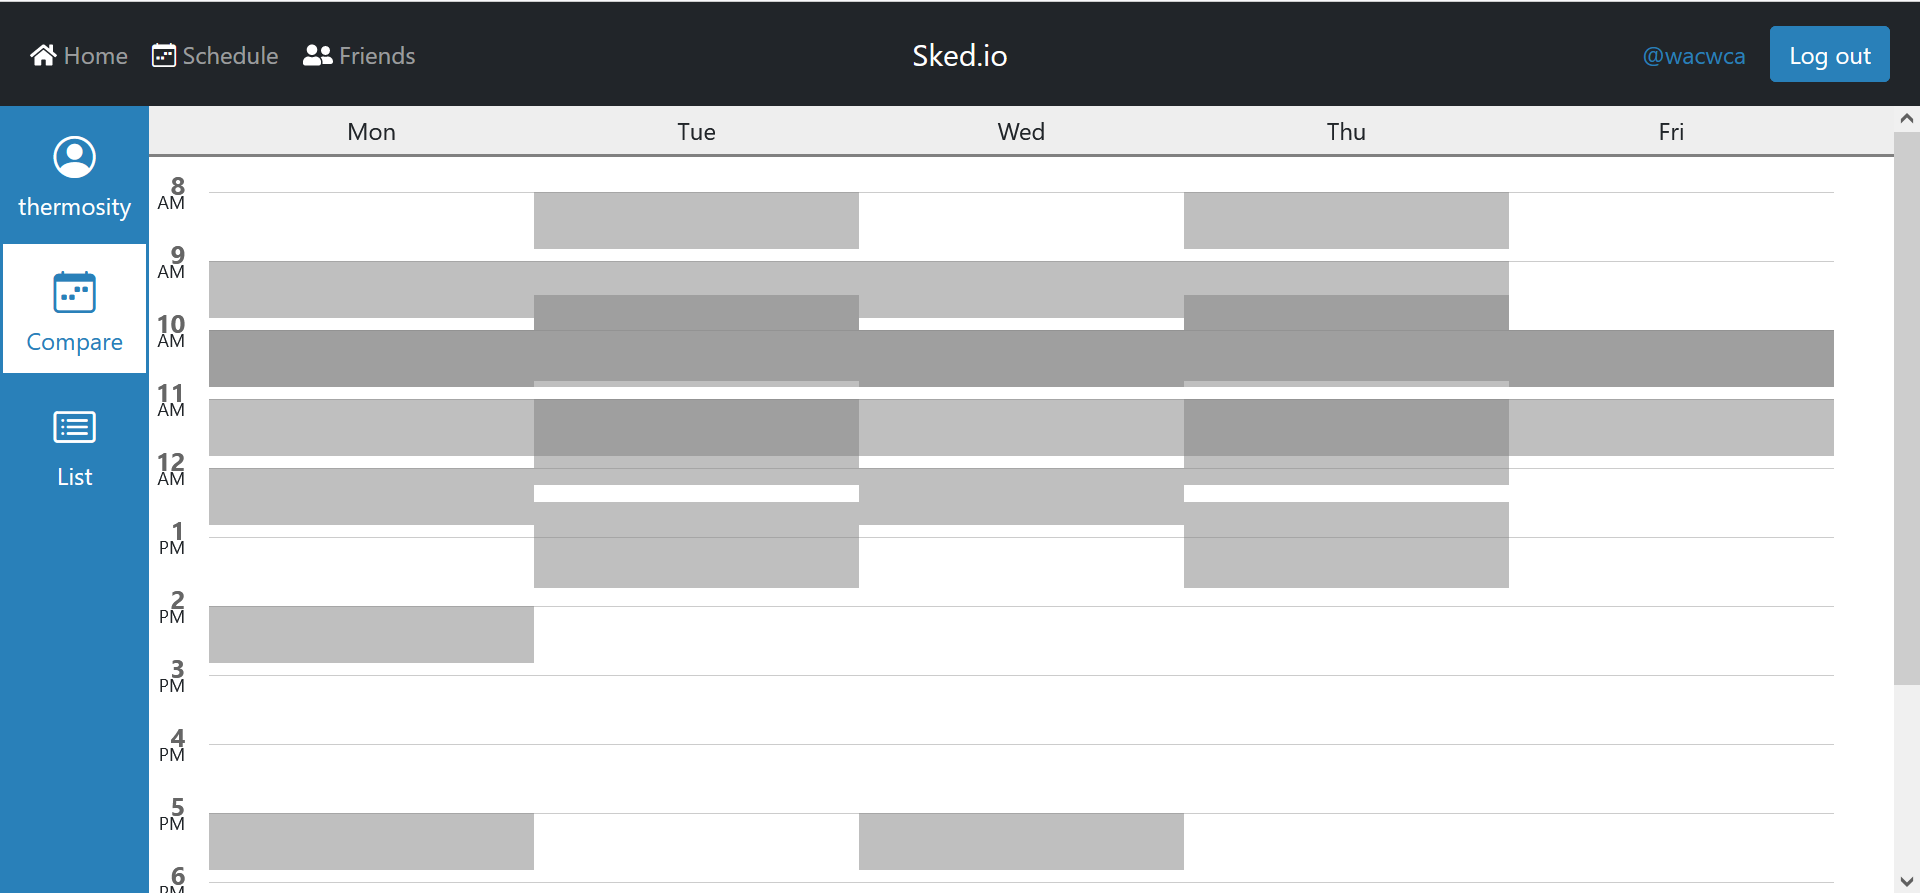 Home Schedule Friends Sked.io @wacwca Log out
thermosity
Compare
List
Mon Tue Wed Thu Fri
8
AM
9
AM
10
AM
11
AM
12
AM
1
PM
2
PM
3
PM
4
PM
5
PM
6
PM